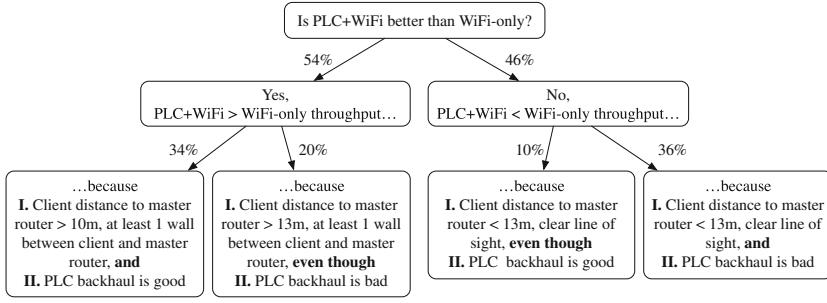 Is PLC+WiFi better than WiFi-only?
54%
46%
Yes,
PLC+WiFi > WiFi-only throughput…
No,
PLC+WiFi < WiFi-only throughput…
34%
20%
10%
36%
…because
I. Client distance to master
router > 10m, at least 1 wall
between client and master
router, and
II. PLC backhaul is good
…because
I. Client distance to master
router > 13m, at least 1 wall
between client and master
router, even though
II. PLC backhaul is bad
…because
I. Client distance to master
router < 13m, clear line of
sight, even though
II. PLC  backhaul is good
…because
I. Client distance to master
router < 13m, clear line of
sight, and
II. PLC backhaul is bad